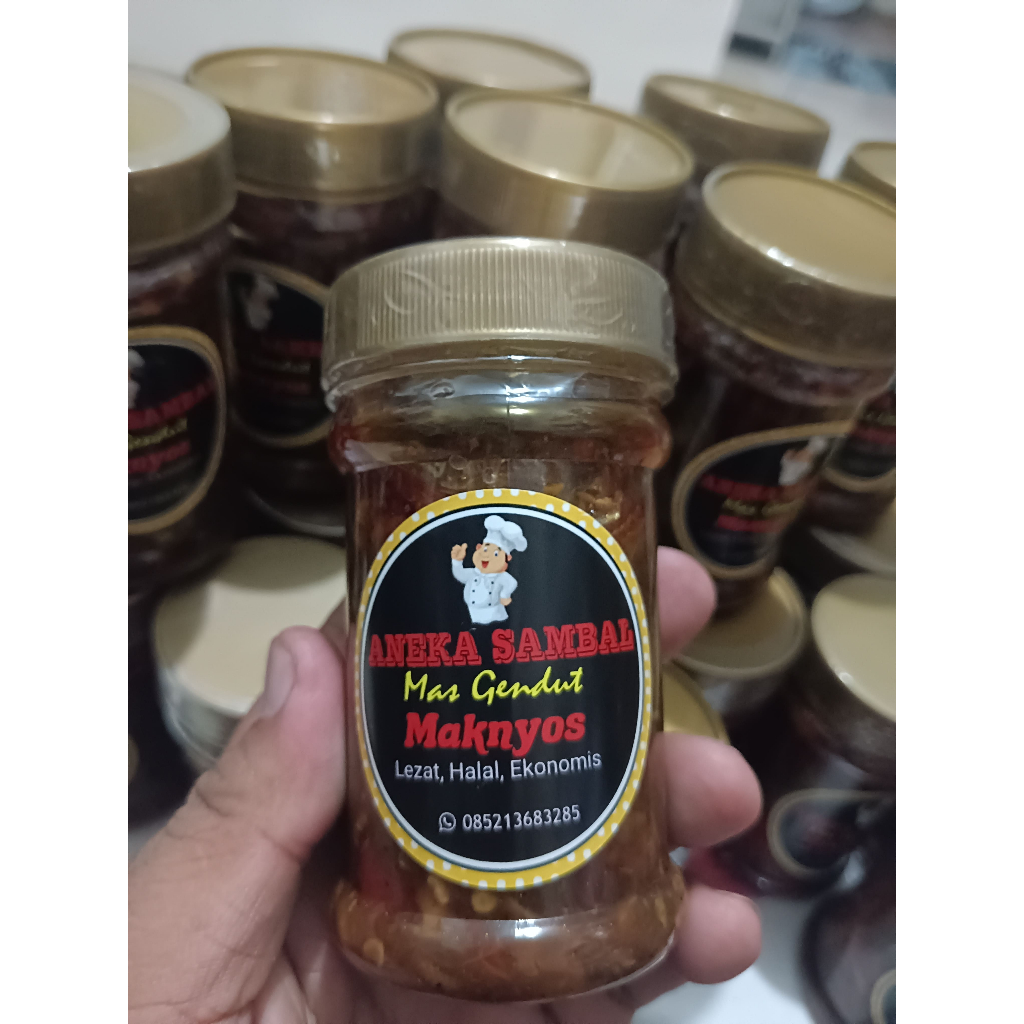 ANEKA SAMBAL
Mas Gendut
Maknyos
Lezat, Halal, Ekonomis
085213683285